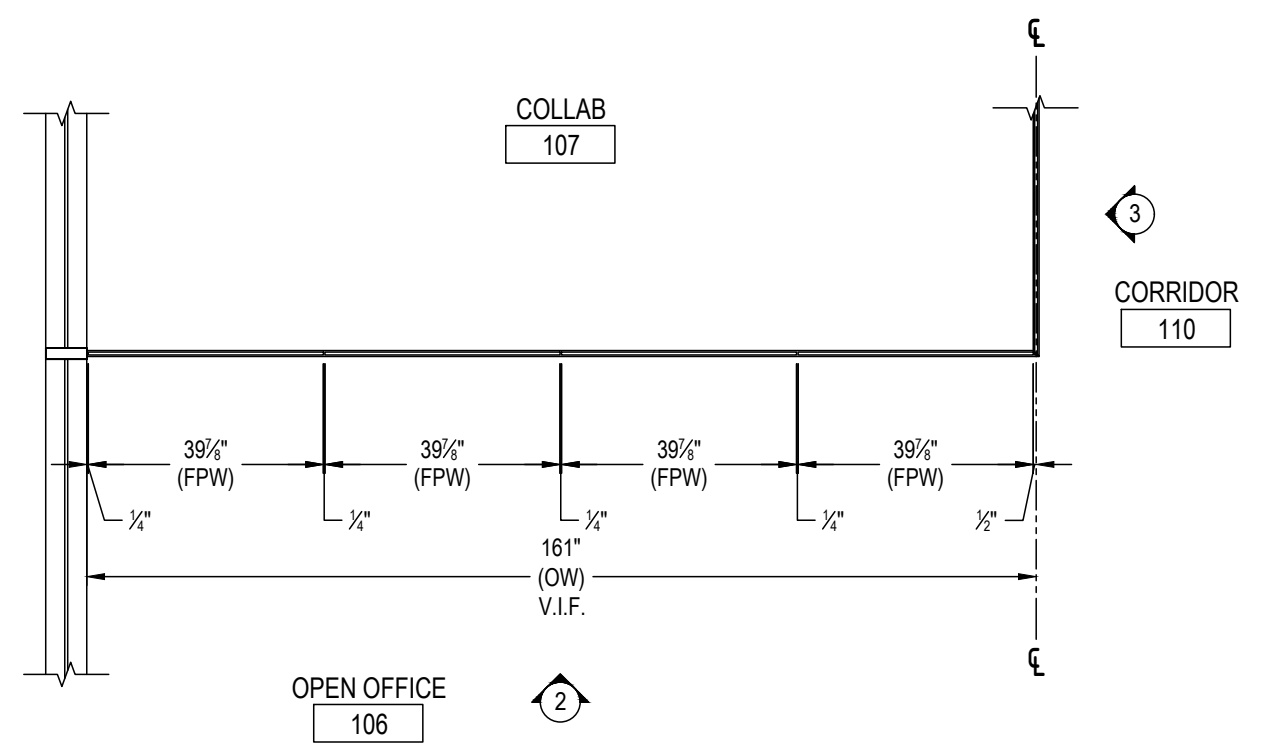 ℄
COLLAB
107
3
CORRIDOR
110
39⅞" 39⅞" 39⅞" 39⅞"
(FPW) (FPW) (FPW) (FPW)
¼" ¼" ¼" ¼" ½"
161"
(OW)
V.I.F.
℄
OPEN OFFICE
106
2